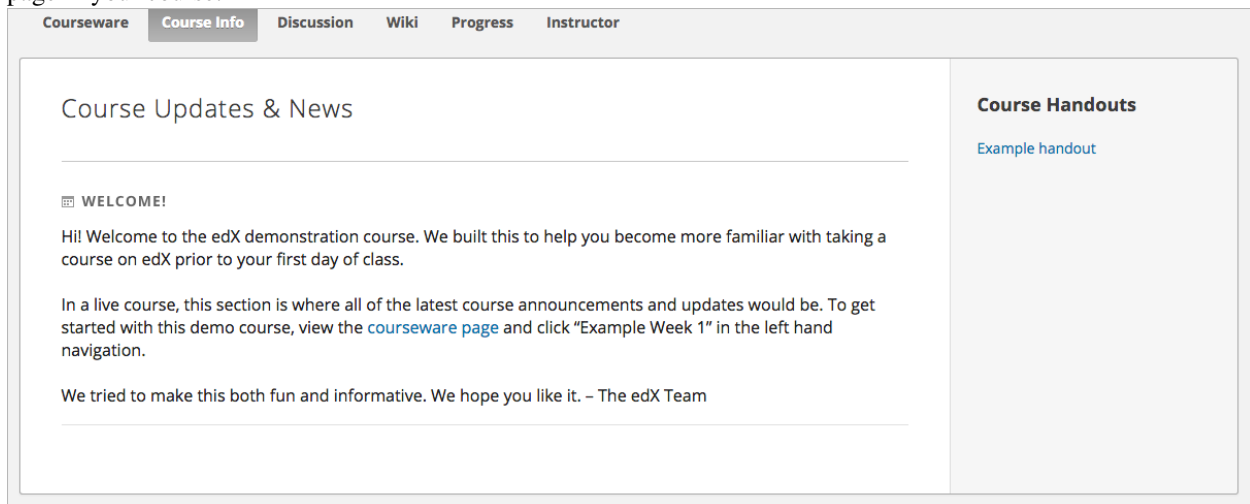 Courseware Course Info Discussion Wiki Progress Instructor
Course Updates & News
WELCOME!
Hi! Welcome to the edX demonstration course. We built this to help you become more familiar with taking a
course on edX prior to your first day of class.
In a live course, this section is where all of the latest course announcements and updates would be. To get
started with this demo course, view the courseware page and click “Example Week 1” in the left hand
navigation.
We tried to make this both fun and informative. We hope you like it. – The edX Team
Course Handouts
Example handout